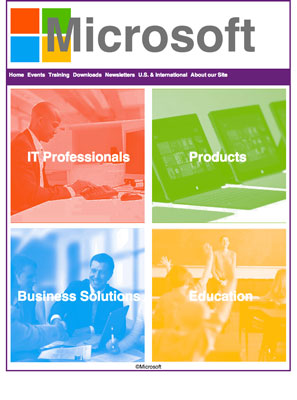 Microsoft
Home Events Training Downloads Newsletters U.S. & International About our Site
IT Professionals Products
Business Solutions Education
©Microsoft